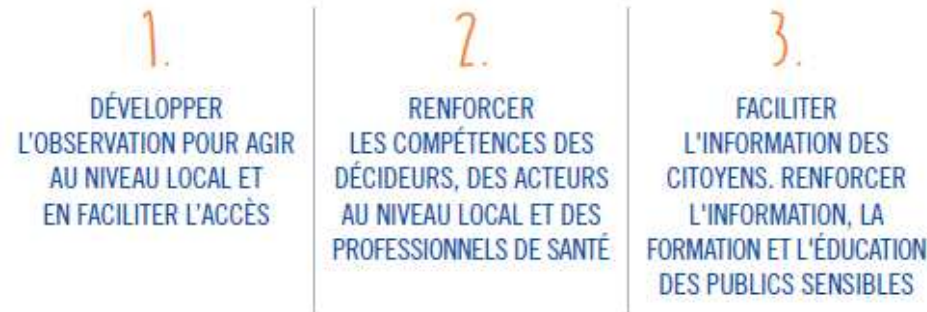 1.
DÉVELOPPER
L'OBSERVATION POUR AGIR
AU NIVEAU LOCAL ET
EN FACILITER L'ACCÈS
2.
RENFORCER
LES COMPÉTENCES DES
DÉCIDEURS, DES ACTEURS
AU NIVEAU LOCAL ET DES
PROFESSIONNELS DE SANTÉ
3.
FACILITER
L'INFORMATION DES
CITOYENS. RENFORCER
L'INFORMATION, LA
FORMATION ET L'ÉDUCATION
DES PUBLICS SENSIBLES